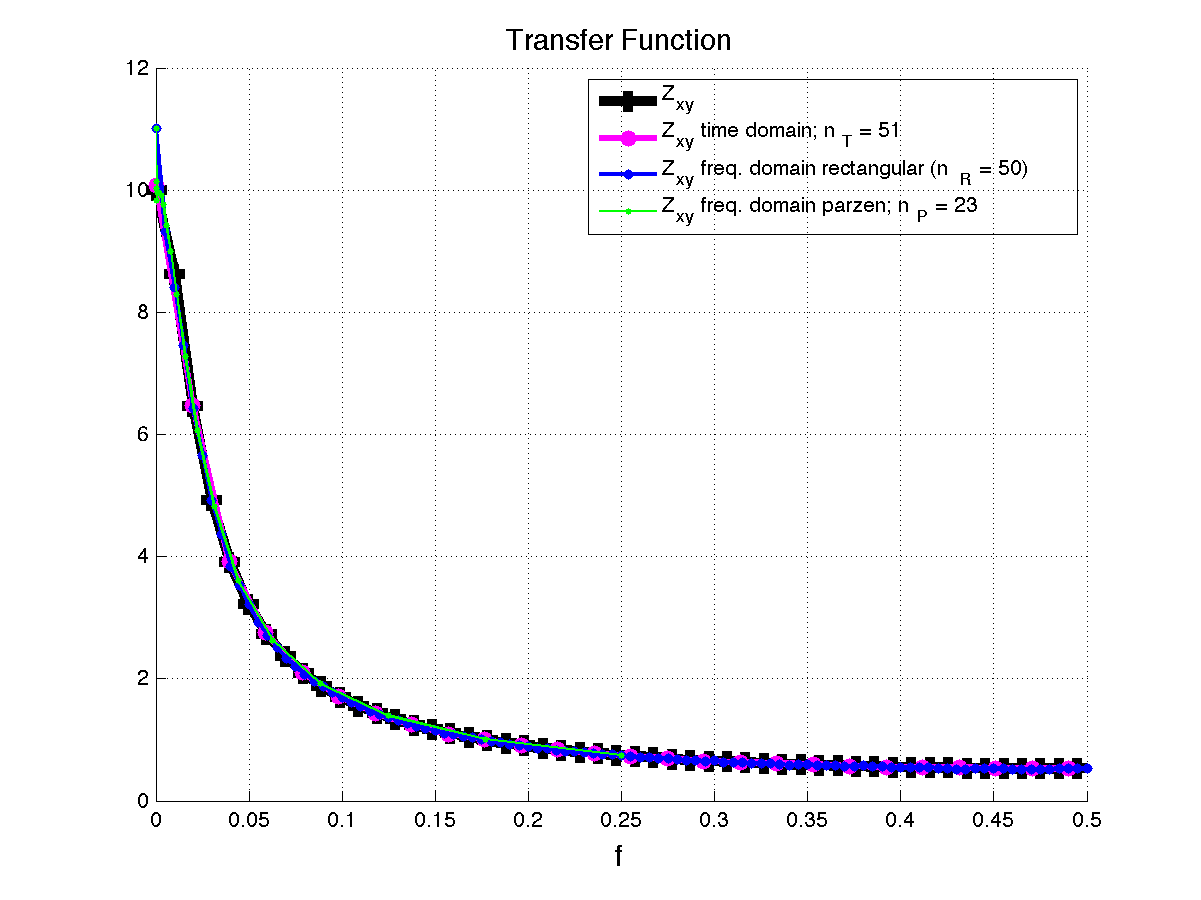 Transfer Function
Z_xy
Z_xy time domain; n_T = 51
Z_xy freq. domain rectangular (n_R = 50)
Z_xy freq. domain parzen; n_P = 23
12
10
8
6
4
2
0
0 0.05 0.1 0.15 0.2 0.25 0.3 0.35 0.4 0.45 0.5
f